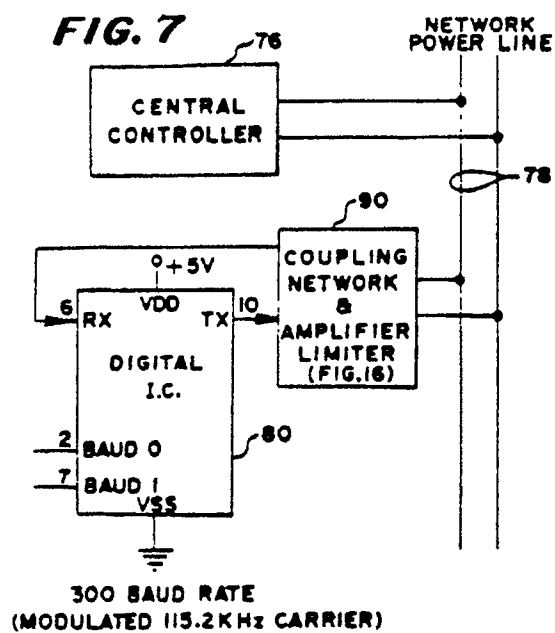 FIG. 7
NETWORK
POWER LINE
76
CENTRAL
CONTROLLER
78
90
COUPLING
NETWORK
&
AMPLIFIER
LIMITER
(FIG.16)
+5V
VDD
6
RX
TX
10
DIGITAL
I.C.
80
2
BAUD 0
7
BAUD 1
VSS
300 BAUD RATE
(MODULATED 115.2KHz CARRIER)